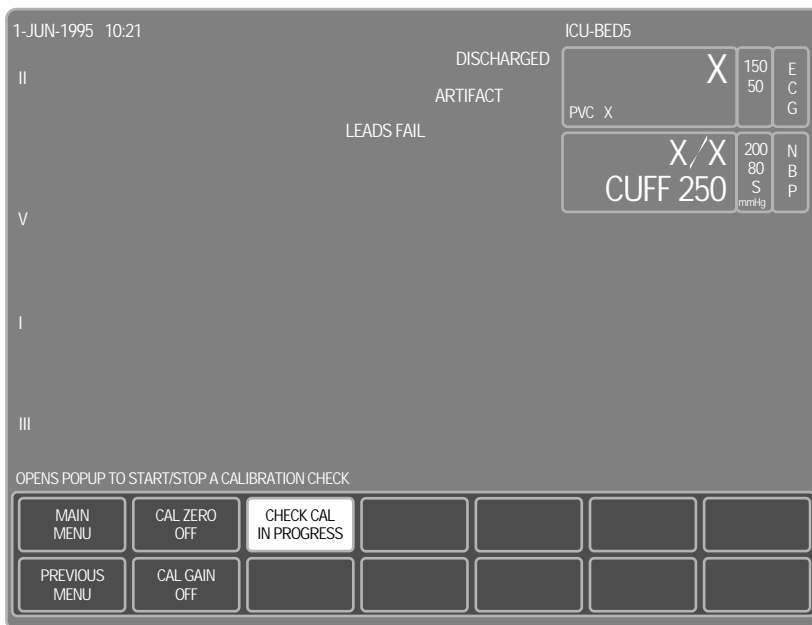 1-JUN-1995 10:21
ICU-BED5
DISCHARGED
II
ARTIFACT
LEADS FAIL
X
PVC X
150
50
E
C
G
X/X
CUFF 250
200
80
S
mmHg
N
B
P
V
I
III
OPENS POPUP TO START/STOP A CALIBRATION CHECK
MAIN
MENU
CAL ZERO
OFF
CHECK CAL
IN PROGRESS
PREVIOUS
MENU
CAL GAIN
OFF